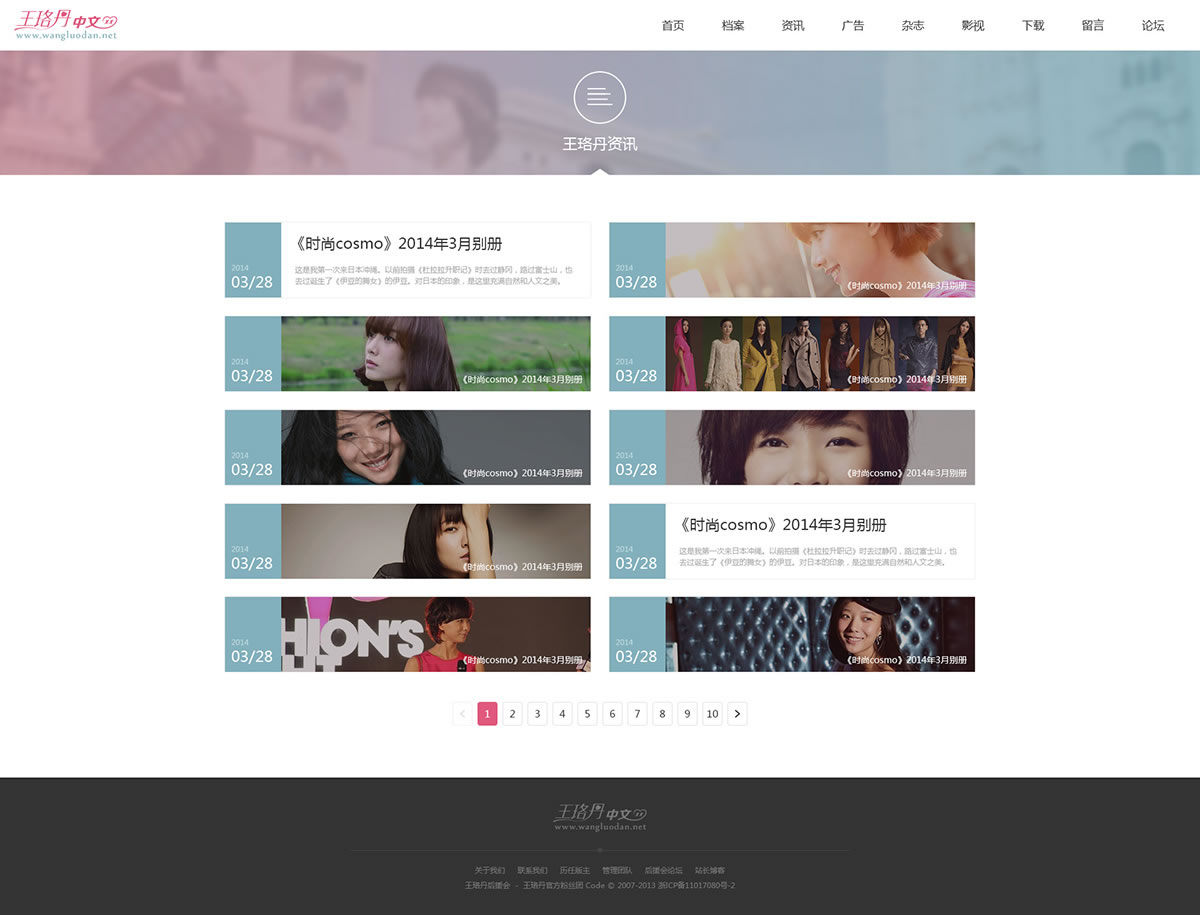 王珞丹中文
www.wangluodan.net
首页 档案 资讯 广告 杂志 影视 下载 留言 论坛
王珞丹资讯
2014
03/28
《时尚cosmo》2014年3月别册
这是我第一次来日本冲绳。以前拍摄《杜拉拉升职记》时去过静冈，路过富士山，也
去过诞生了《伊豆的舞女》的伊豆。对日本的印象，是这里充满自然和人文之美。
2014
03/28
《时尚cosmo》2014年3月别册
2014
03/28
《时尚cosmo》2014年3月别册
2014
03/28
《时尚cosmo》2014年3月别册
2014
03/28
《时尚cosmo》2014年3月别册
2014
03/28
《时尚cosmo》2014年3月别册
2014
03/28
《时尚cosmo》2014年3月别册
2014
03/28
《时尚cosmo》2014年3月别册
这是我第一次来日本冲绳。以前拍摄《杜拉拉升职记》时去过静冈，路过富士山，也
去过诞生了《伊豆的舞女》的伊豆。对日本的印象，是这里充满自然和人文之美。
2014
03/28
HION'S
《时尚cosmo》2014年3月别册
2014
03/28
《时尚cosmo》2014年3月别册
< 1 2 3 4 5 6 7 8 9 10 >
王珞丹中文
www.wangluodan.net
关于我们 联系我们 历任版主 管理团队 后援会论坛 站长博客
王珞丹后援会 - 王珞丹官方粉丝团 Code © 2007-2013 浙ICP备11017080号-2